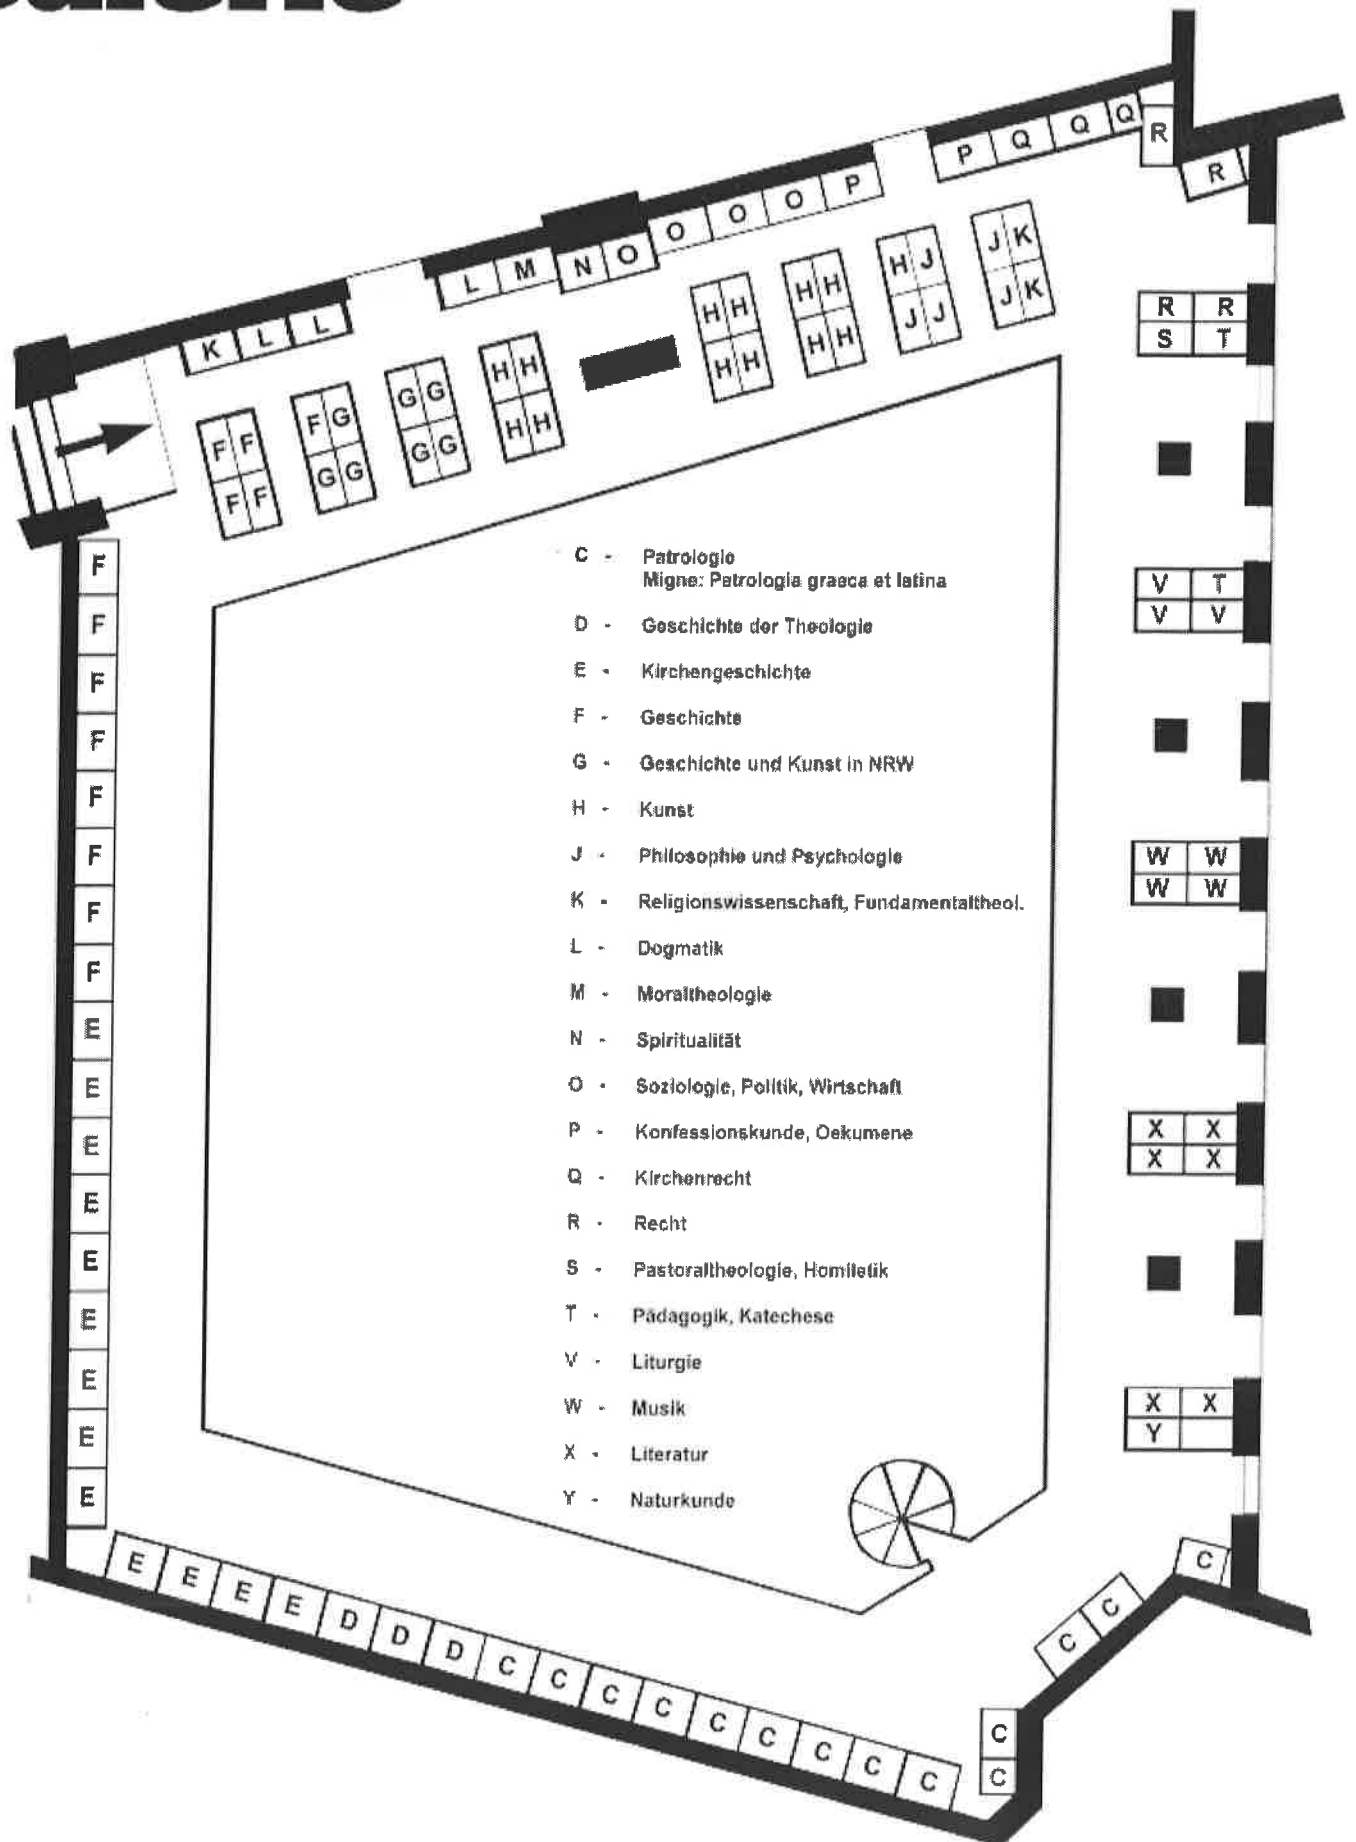 P Q Q Q
R
R
O O O P
N O
L M
K L L
F F
F F
F G
G G
G G
G G
H H
H H
H H
H H
H H
H H
H J
J J
J K
J K
R R
S T
V T
V V
W W
W W
X X
X X
X X
Y
F
F
F
F
F
F
F
F
E
E
E
E
E
E
E
E
E
C - Patrologie
Migne: Patrologia graeca et latina
D - Geschichte der Theologie
E - Kirchengeschichte
F - Geschichte
G - Geschichte und Kunst in NRW
H - Kunst
J - Philosophie und Psychologie
K - Religionswissenschaft, Fundamentaltheol.
L - Dogmatik
M - Moraltheologie
N - Spiritualität
O - Soziologie, Politik, Wirtschaft
P - Konfessionskunde, Oekumene
Q - Kirchenrecht
R - Recht
S - Pastoraltheologie, Homiletik
T - Pädagogik, Katechese
V - Liturgie
W - Musik
X - Literatur
Y - Naturkunde
E E E E D D D C C C C C C C C C
C
C
C C
C